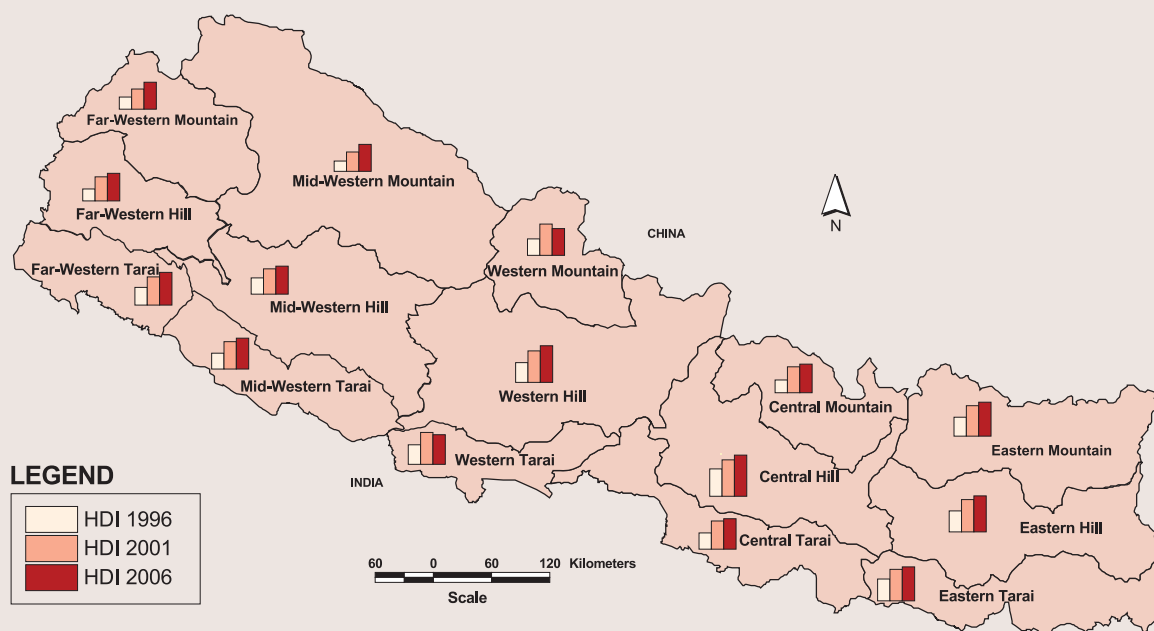 Far-Western Mountain
Mid-Western Mountain
Far-Western Hill
N
CHINA
Far-Western Tarai
Western Mountain
Mid-Western Hill
Mid-Western Tarai
Western Hill
Central Mountain
Eastern Mountain
Western Tarai
INDIA
Central Hill
Eastern Hill
Central Tarai
Eastern Tarai
LEGEND
HDI 1996
HDI 2001
HDI 2006
60 0 60 120 Kilometers
Scale